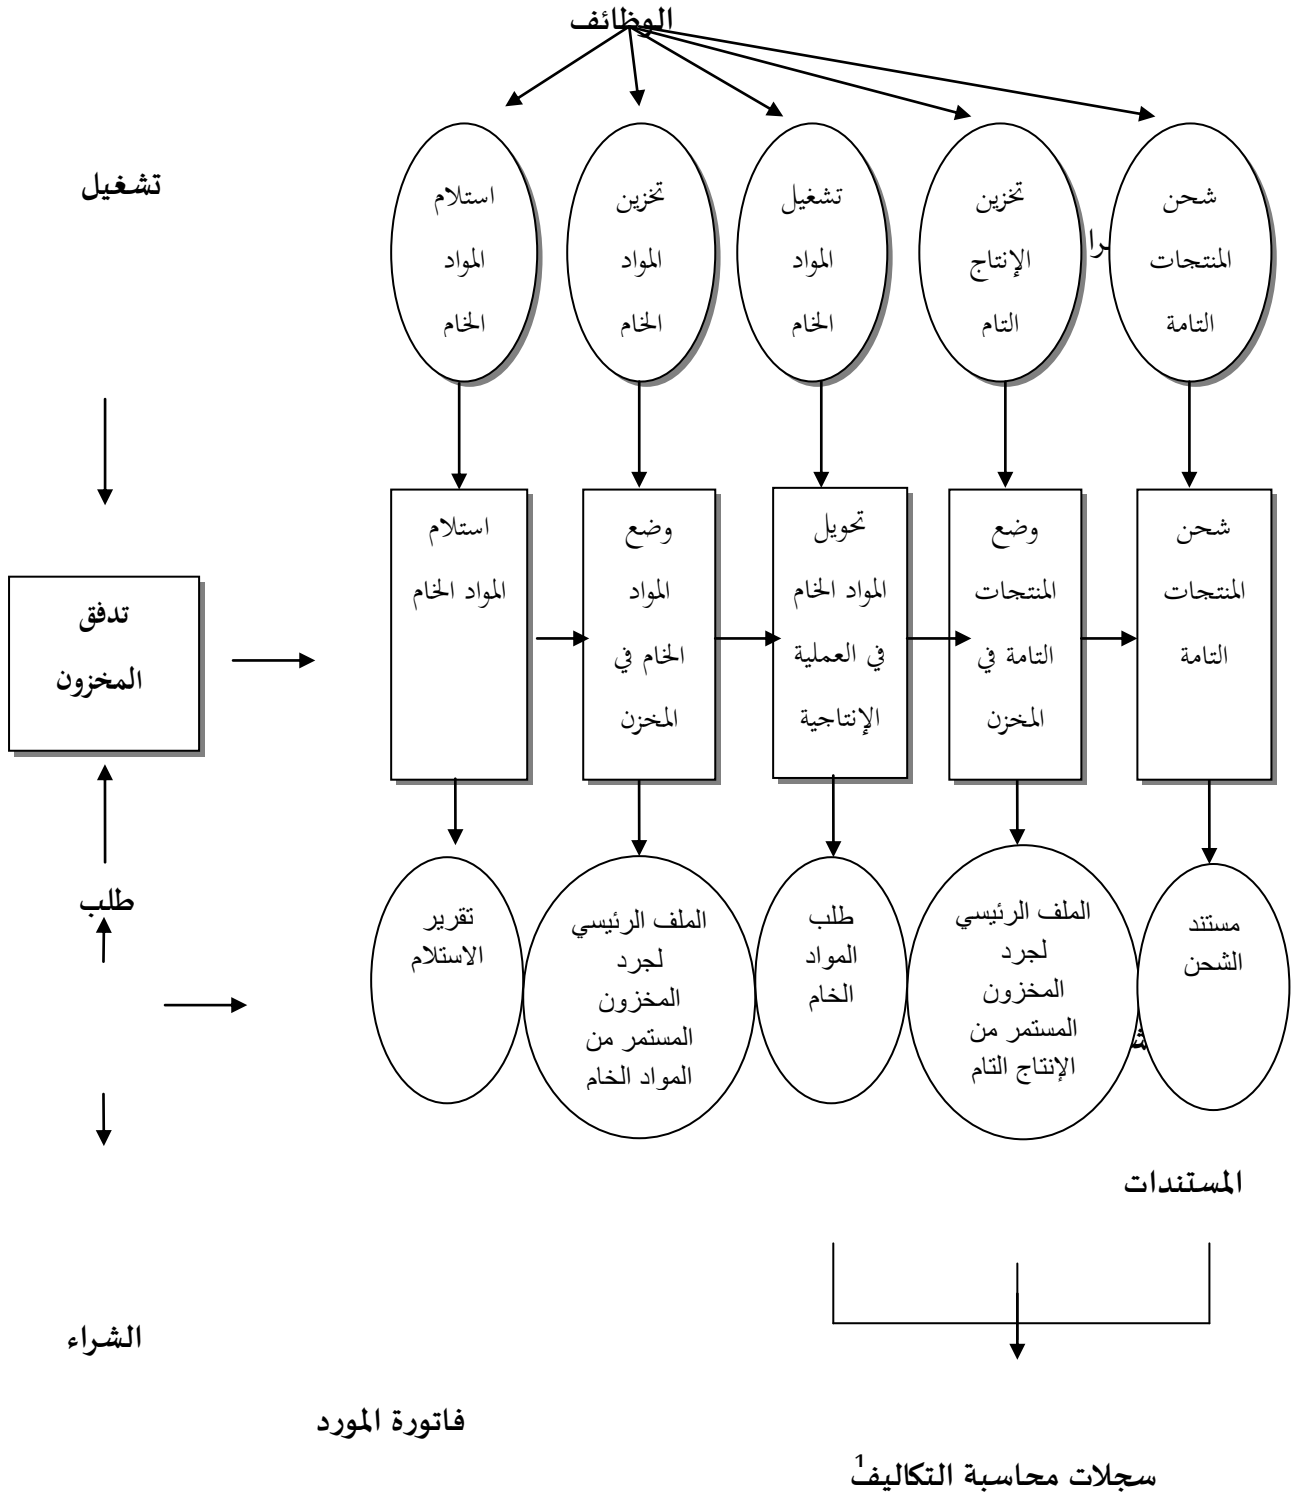 الوظائف
تشغيل
استلام
المواد
الخام
تخزين
المواد
الخام
تشغيل
المواد
الخام
تخزين
الإنتاج
التام
شحن
المنتجات
التامة
تدفق
المخزون
استلام
المواد الخام
وضع
المواد
الخام في
المخزن
تحويل
المواد الخام
في العملية
الإنتاجية
وضع
المنتجات
التامة في
المخزن
شحن
المنتجات
التامة
طلب
تقرير
الاستلام
الملف الرئيسي
لجرد
المخزون
المستمر من
المواد الخام
طلب
المواد
الخام
الملف الرئيسي
لجرد
المخزون
المستمر من
الإنتاج التام
مستند
الشحن
المستندات
الشراء
فاتورة المورد
سجلات محاسبة التكاليف1